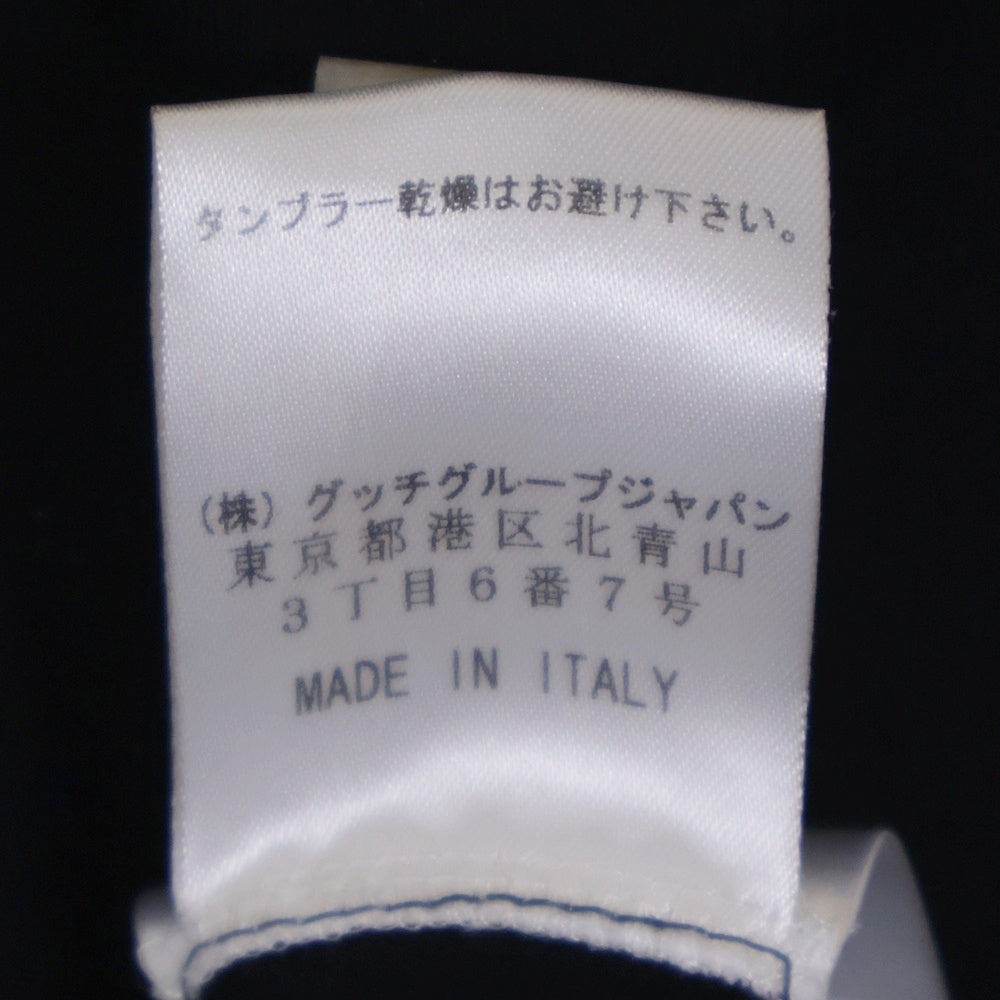 タンブラー乾燥はお避け下さい。
(株) グッチグループジャパン
東京都港区北青山
3丁目6番7号
MADE IN ITALY